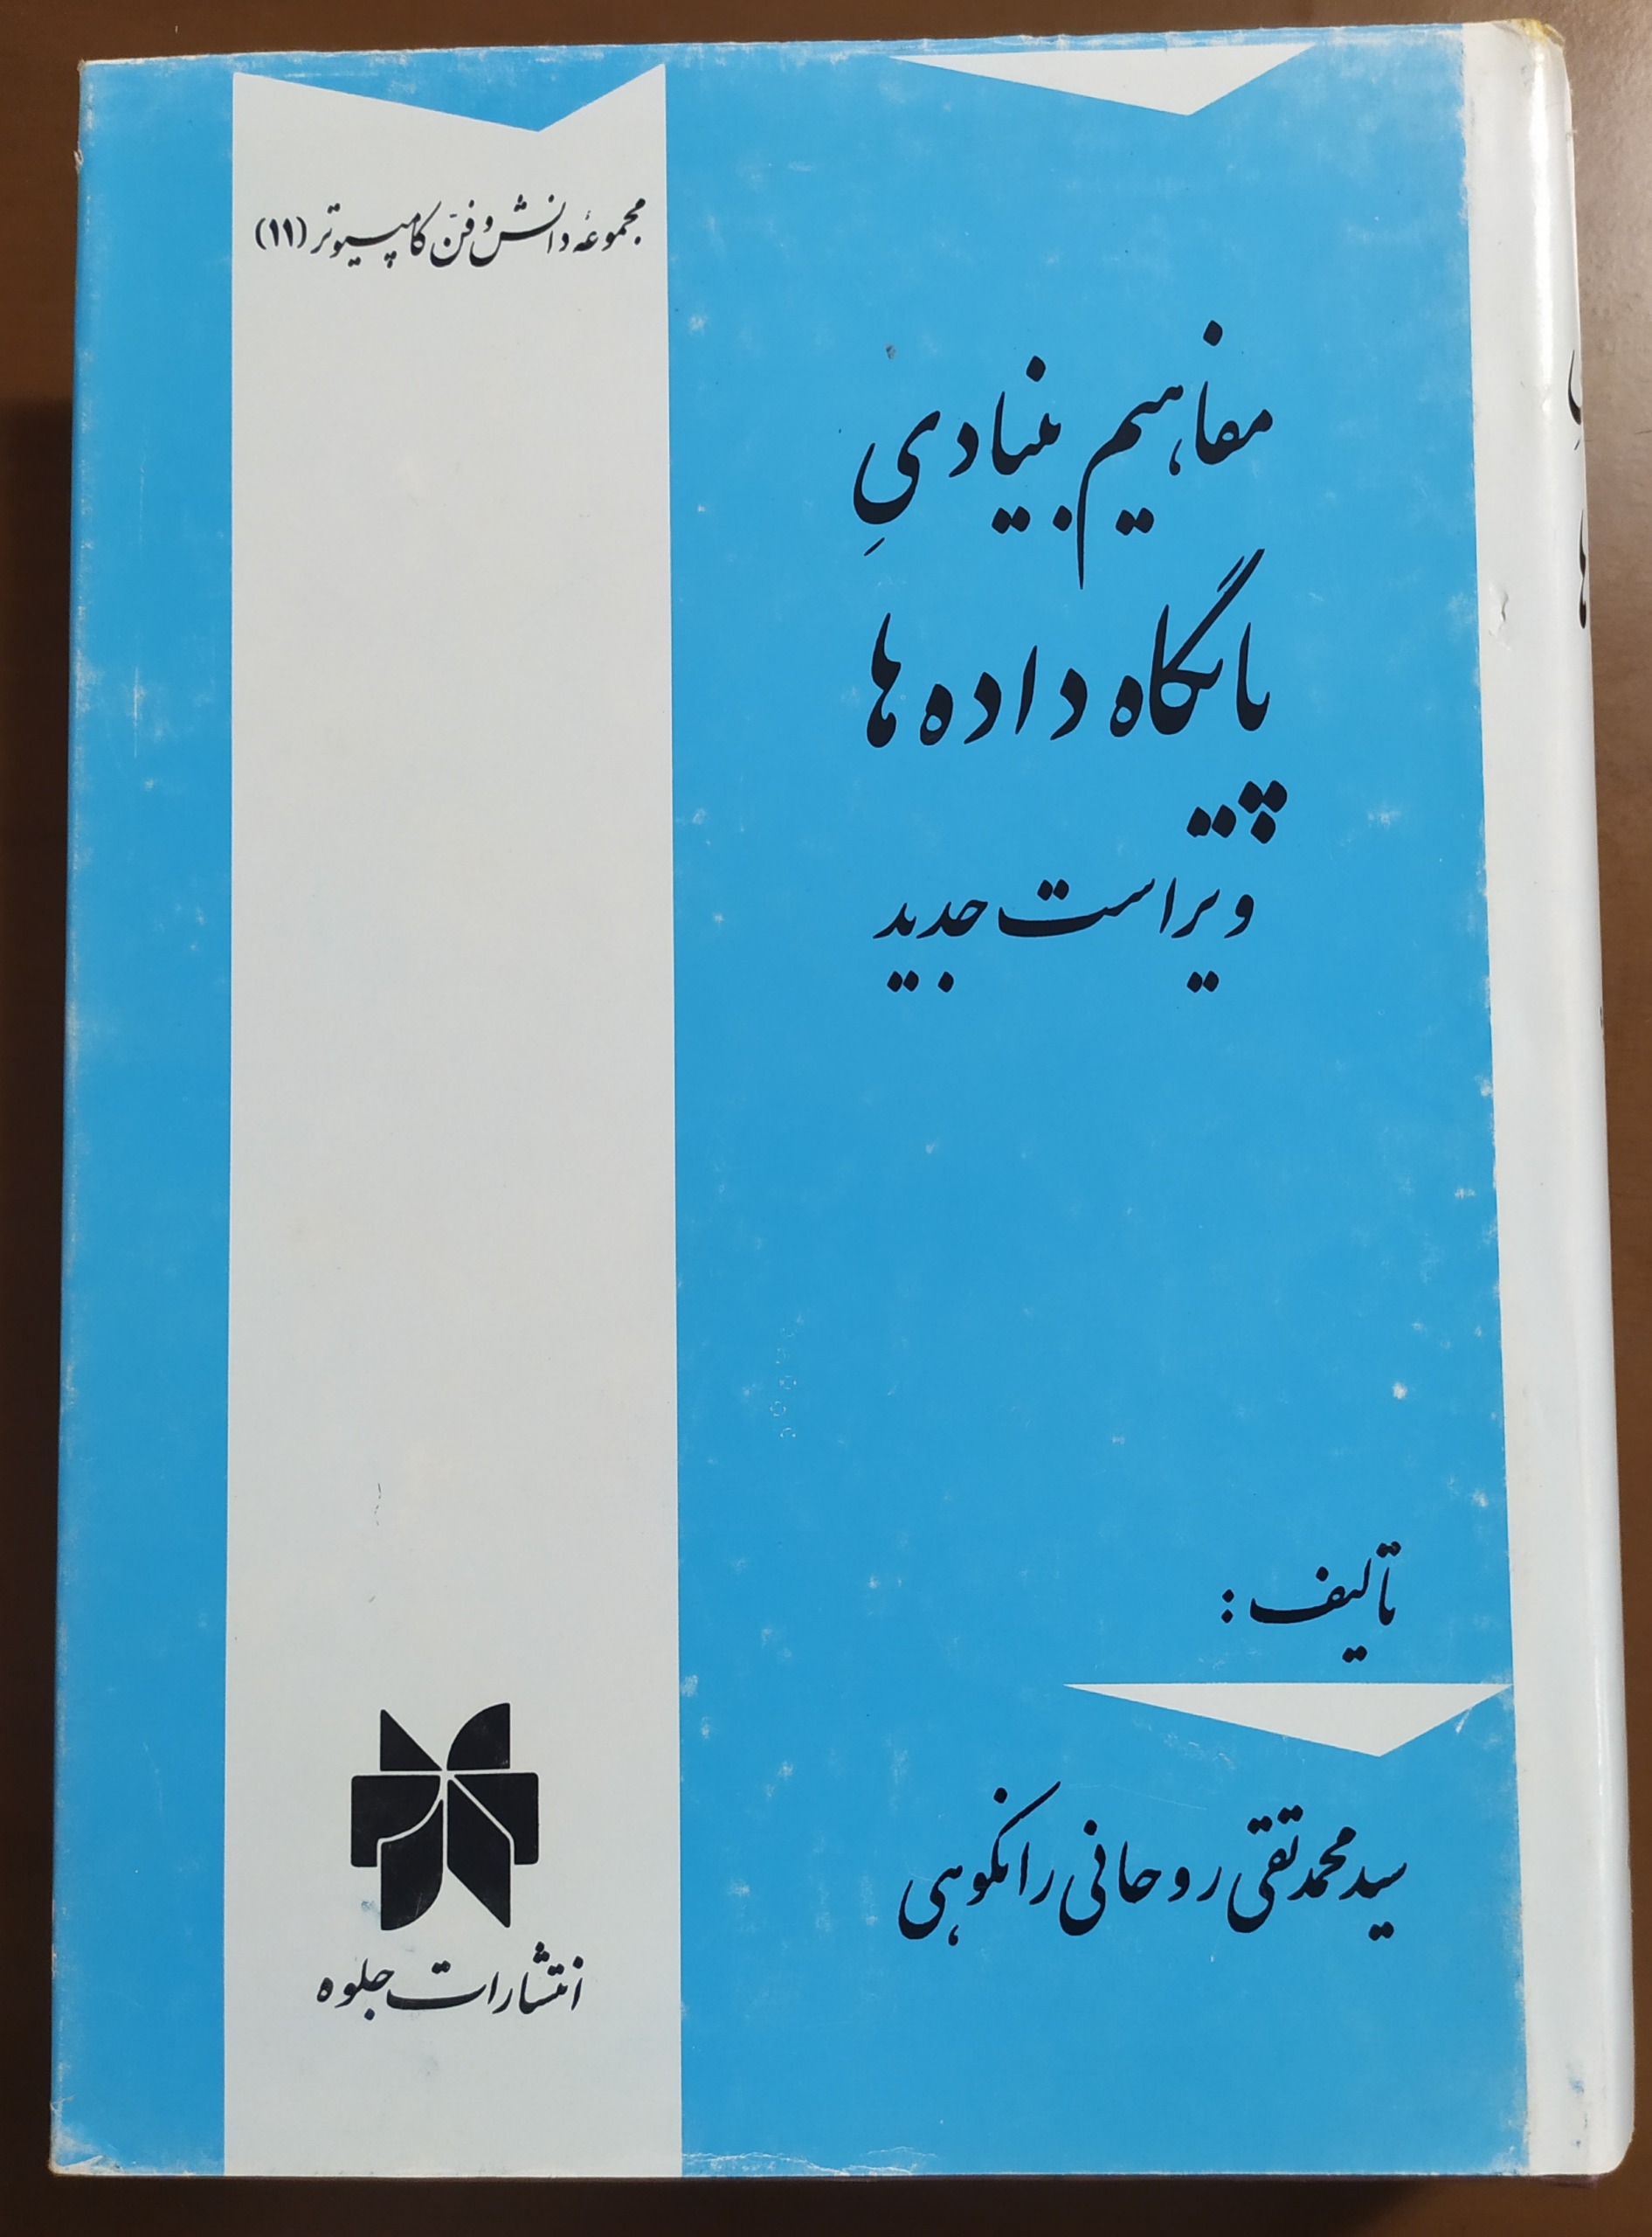 مجموعهٔ دانش و فنّ کامپیوتر (۱۱)
مفاهیم بنیادیِ
پایگاه داده‌ها
ویراست جدید
تألیف:
سید محمدتقی روحانی رانکوهی
انتشارات جلوه